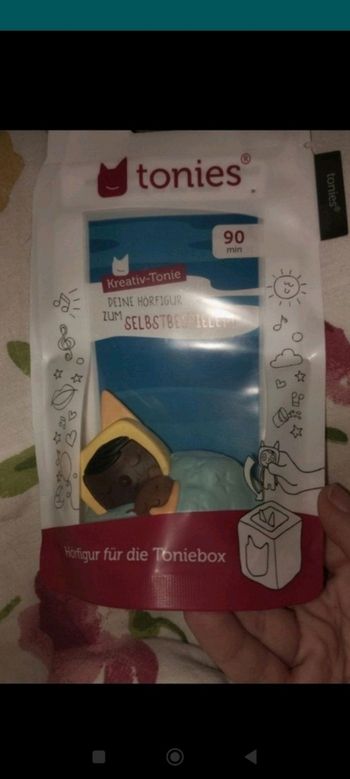 tonies®
tonies®
90
min
Kreativ-Tonie
DEINE HÖRFIGUR
ZUM SELBSTBESPIELEN
Hörfigur für die Toniebox